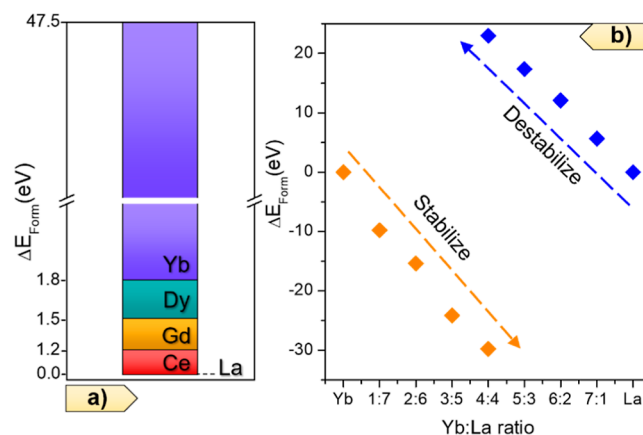 47.5
ΔE_Form(eV)
1.8
1.5
1.2
0.0
Yb
Dy
Gd
Ce
La
a)
b)
ΔE_Form(eV)
20
10
0
-10
-20
-30
Destabilize
Stabilize
Yb 1:7 2:6 3:5 4:4 5:3 6:2 7:1 La
Yb:La ratio